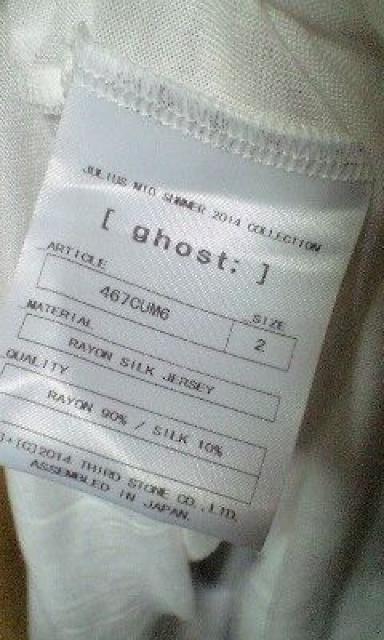 JULIUS MID SUMMER 2014 COLLECTION
[ ghost: ]
ARTICLE SIZE
467CUM6 2
MATERIAL
RAYON SILK JERSEY
QUALITY
RAYON 90% / SILK 10%
+(C)2014 THIRD STONE CO.,LTD.
ASSEMBLED IN JAPAN.